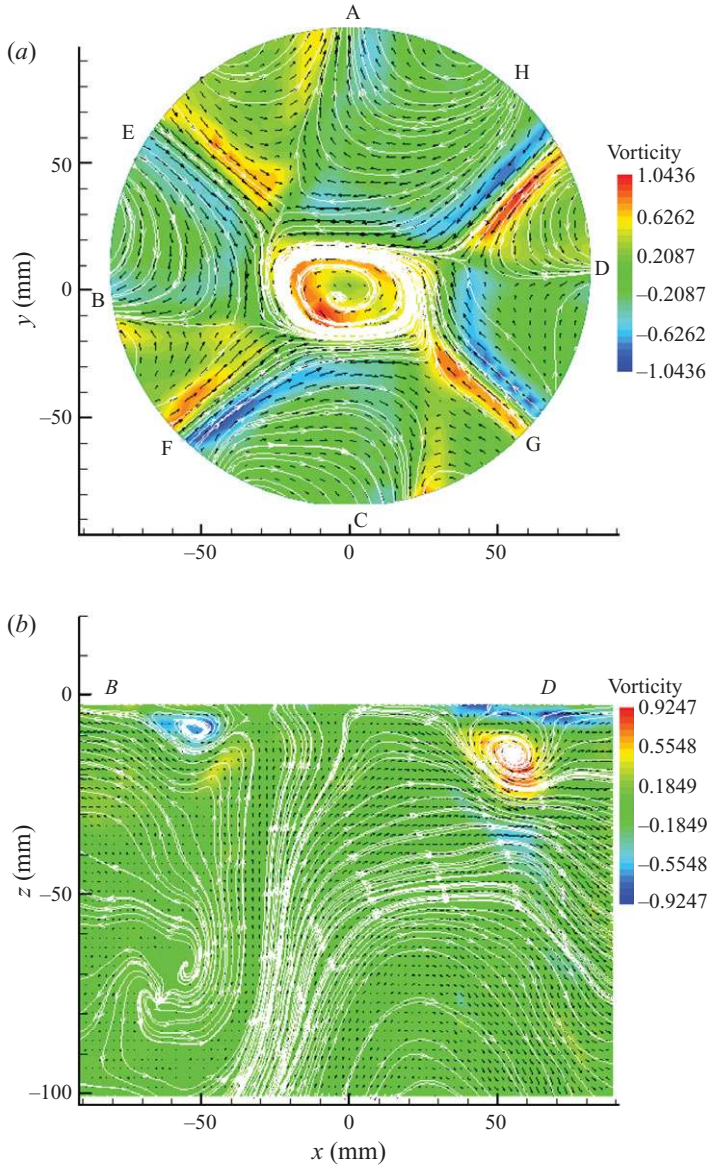 (a)
A
H
E
50
Vorticity
1.0436
0.6262
0.2087
–0.2087
–0.6262
–1.0436
y (mm)
0
B
D
–50
F
G
C
–50 0 50
(b)
0
B
D
Vorticity
0.9247
0.5548
0.1849
–0.1849
–0.5548
–0.9247
z (mm)
–50
–100
–50 0 50
x (mm)